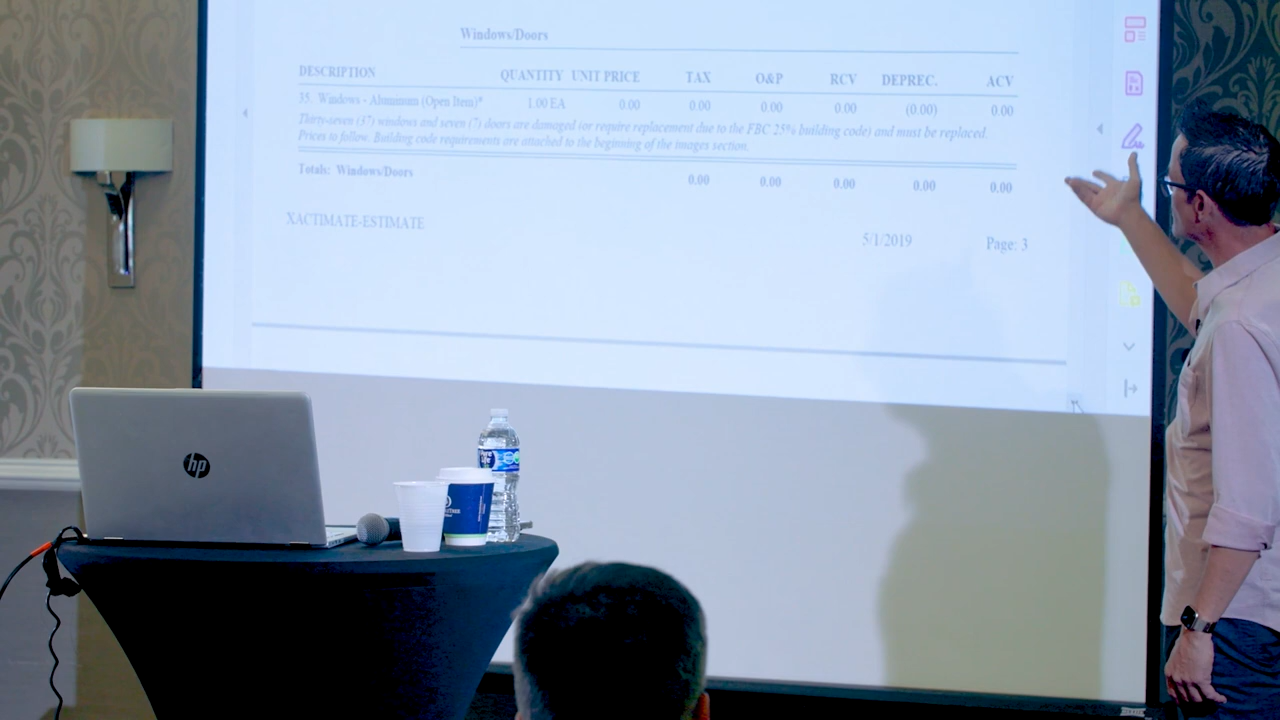 Windows/Doors
DESCRIPTION QUANTITY UNIT PRICE TAX O&P RCV DEPREC. ACV
35. Windows - Aluminum (Open Item)* 1.00 EA 0.00 0.00 0.00 0.00 (0.00) 0.00
Thirty-seven (37) windows and seven (7) doors are damaged (or require replacement due to the FBC 25% building code) and must be replaced.
Prices to follow. Building code requirements are attached to the beginning of the images section.
Totals: Windows/Doors 0.00 0.00 0.00 0.00 0.00
XACTIMATE-ESTIMATE 5/1/2019 Page: 3
hp